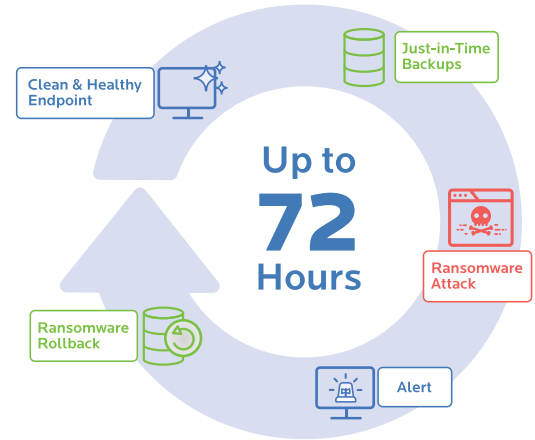 Just-in-Time
Backups
Clean & Healthy
Endpoint
Up to
72
Hours
Ransomware
Attack
Ransomware
Rollback
Alert